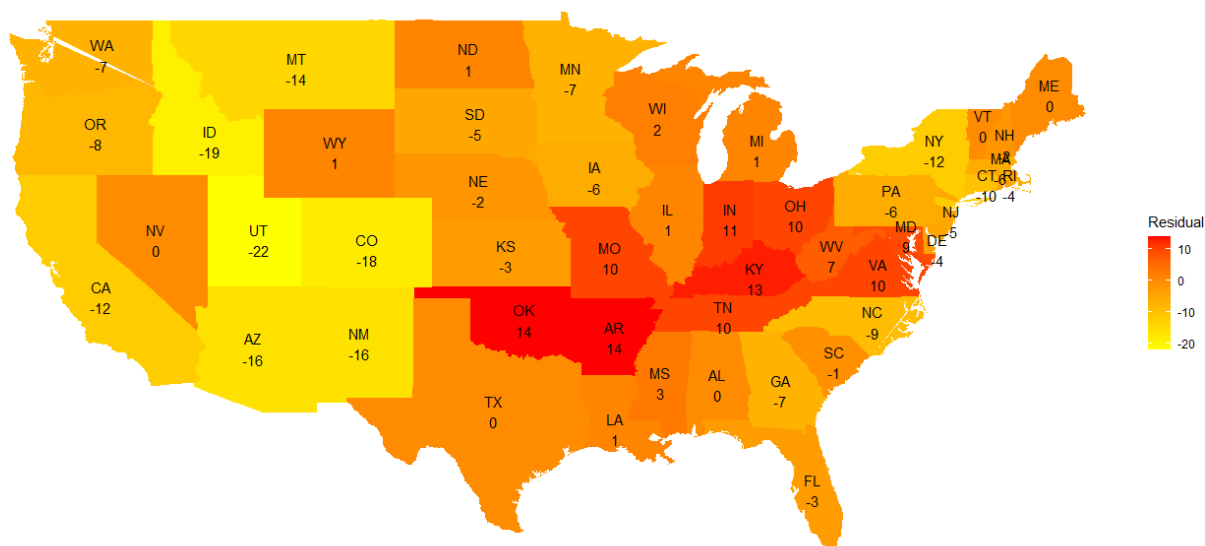 WA
-7
MT
-14
ND
1
MN
-7
ME
0
OR
-8
ID
-19
WY
1
SD
-5
WI
2
MI
1
VT
0
NH
-2
NY
-12
MA
-6
CT
-10
RI
-4
NV
0
UT
-22
CO
-18
NE
-2
IA
-6
IL
1
IN
11
OH
10
PA
-6
NJ
-5
CA
-12
KS
-3
MO
10
KY
13
WV
7
VA
10
MD
9
DE
-4
AZ
-16
NM
-16
OK
14
AR
14
TN
10
NC
-9
SC
-1
TX
0
LA
1
MS
3
AL
0
GA
-7
FL
-3
Residual
10
0
-10
-20